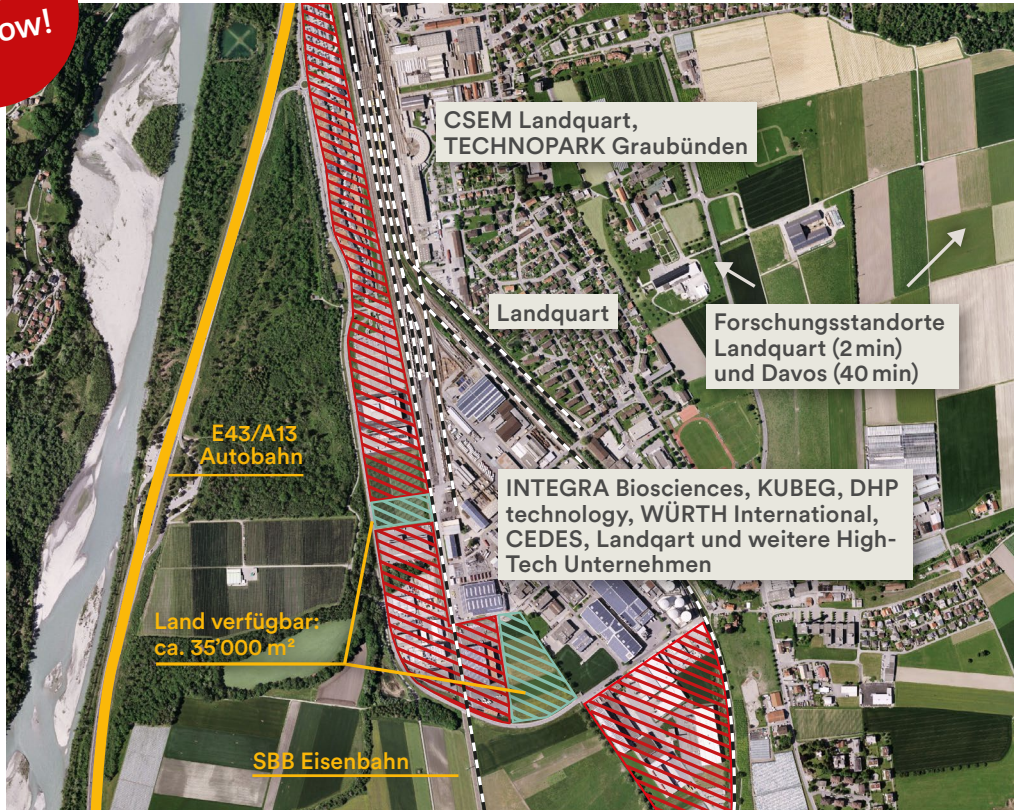 ow!
CSEM Landquart,
TECHNOPARK Graubünden
Landquart
Forschungsstandorte
Landquart (2 min)
und Davos (40 min)
E43/A13
Autobahn
INTEGRA Biosciences, KUBEG, DHP
technology, WÜRTH International,
CEDES, Landqart und weitere High-
Tech Unternehmen
Land verfügbar:
ca. 35’000 m²
SBB Eisenbahn